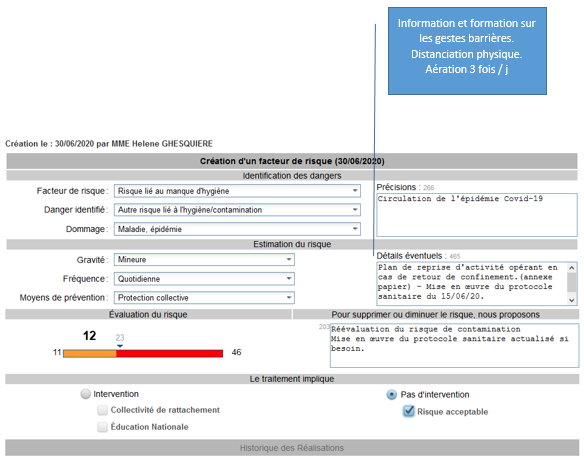 Information et formation sur
les gestes barrières.
Distanciation physique.
Aération 3 fois / j
Création le : 30/06/2020 par MME Helene GHESQUIERE
Création d'un facteur de risque (30/06/2020)
Identification des dangers
Facteur de risque: Risque lié au manque d'hygiène
Précisions : 266
Circulation de l'épidémie Covid-19
Danger identifié: Autre risque lié à l'hygiène/contamination
Dommage: Maladie, épidémie
Estimation du risque
Gravité: Mineure
Détails éventuels : 465
Plan de reprise d'activité opérant en
cas de retour de confinement.(annexe
papier) - Mise en œuvre du protocole
sanitaire du 15/06/20.
Fréquence: Quotidienne
Moyens de prévention: Protection collective
Évaluation du risque
Pour supprimer ou diminuer le risque, nous proposons
12
23
11
46
203
Réévaluation du risque de contamination
Mise en œuvre du protocole sanitaire actualisé si
besoin.
Le traitement implique
Intervention
Pas d'intervention
Collectivité de rattachement
Risque acceptable
Éducation Nationale
Historique des Réalisations